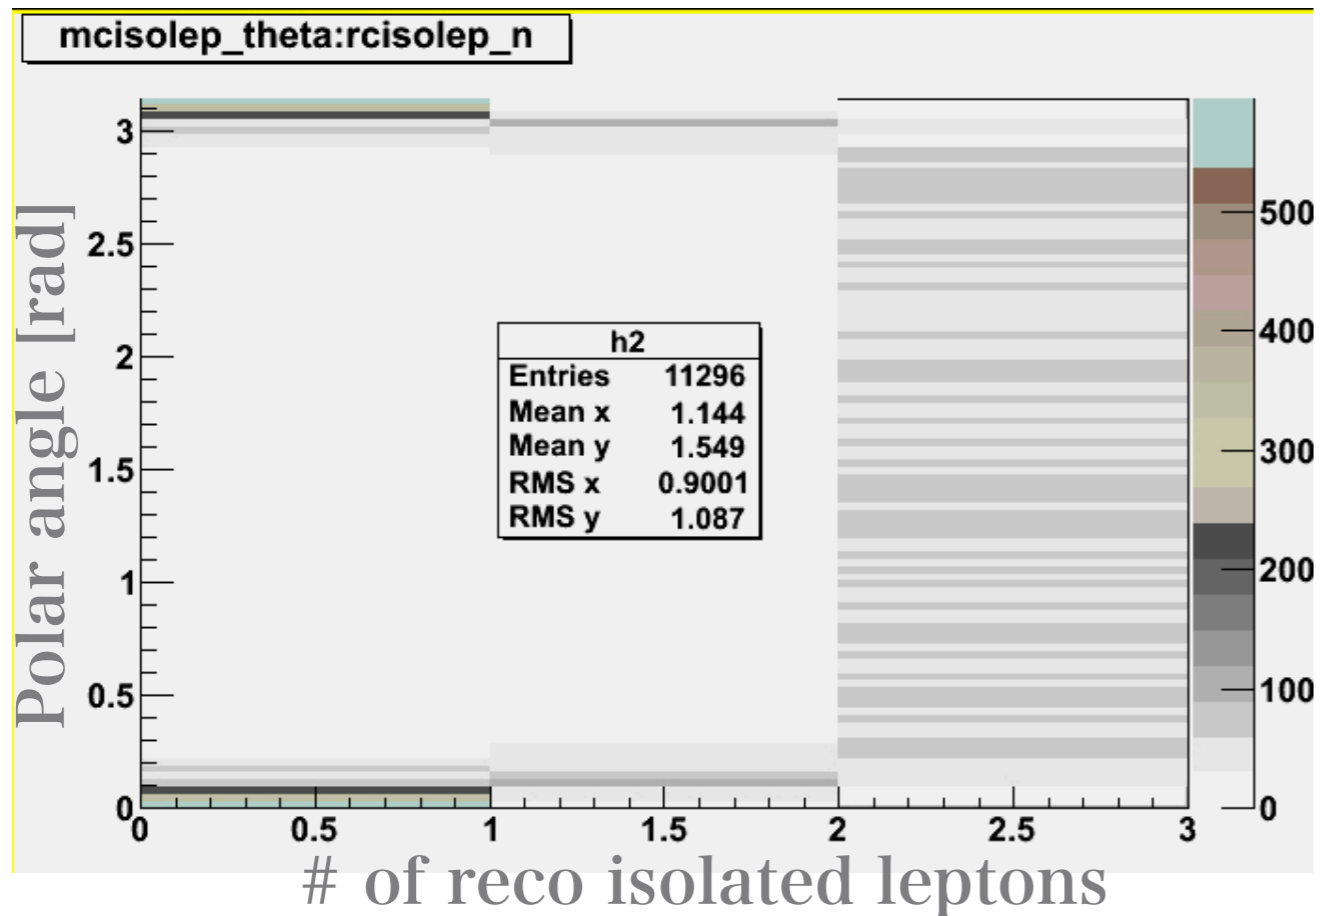 mcisolep_theta:rcisolep_n
Polar angle [rad]
3
2.5
2
1.5
1
0.5
0
h2
Entries 11296
Mean x 1.144
Mean y 1.549
RMS x 0.9001
RMS y 1.087
500
400
300
200
100
0
0 0.5 1 1.5 2 2.5 3
# of reco isolated leptons